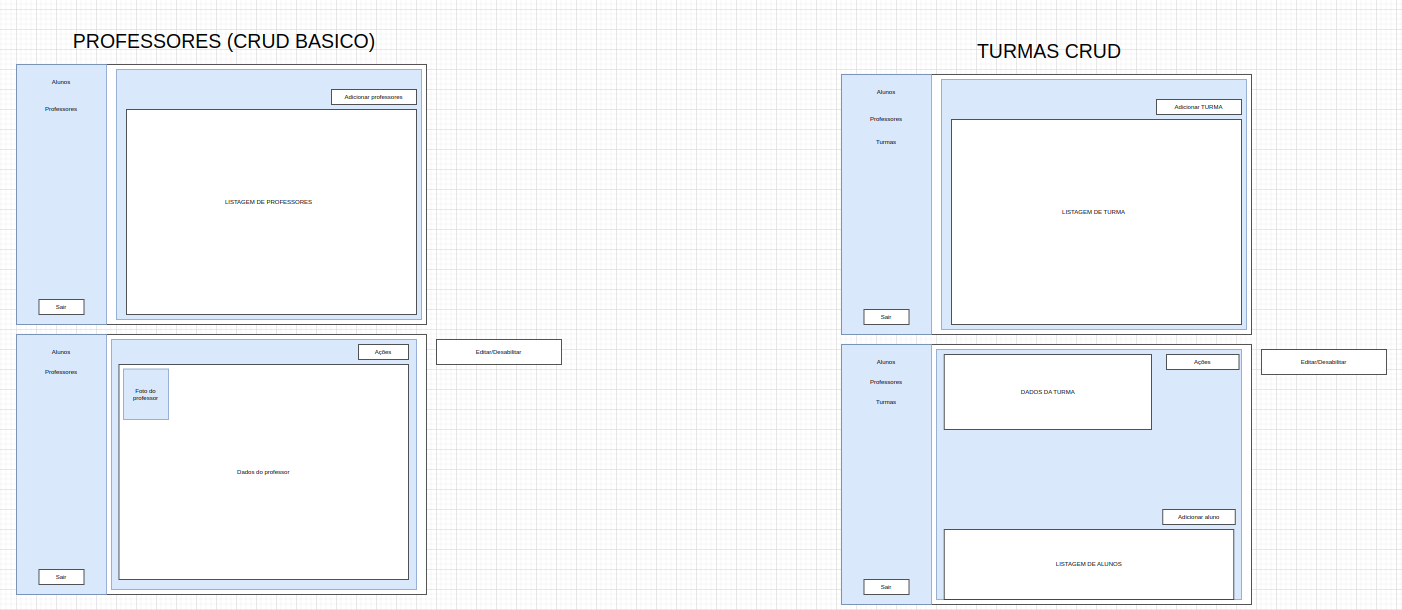 PROFESSORES (CRUD BASICO)
Alunos
Professores
Adicionar professores
LISTAGEM DE PROFESSORES
Sair
Alunos
Professores
Ações
Foto do
professor
Dados do professor
Sair
Editar/Desabilitar
TURMAS CRUD
Alunos
Professores
Turmas
Adicionar TURMA
LISTAGEM DE TURMA
Sair
Alunos
Professores
Turmas
DADOS DA TURMA
Ações
Adicionar aluno
LISTAGEM DE ALUNOS
Sair
Editar/Desabilitar